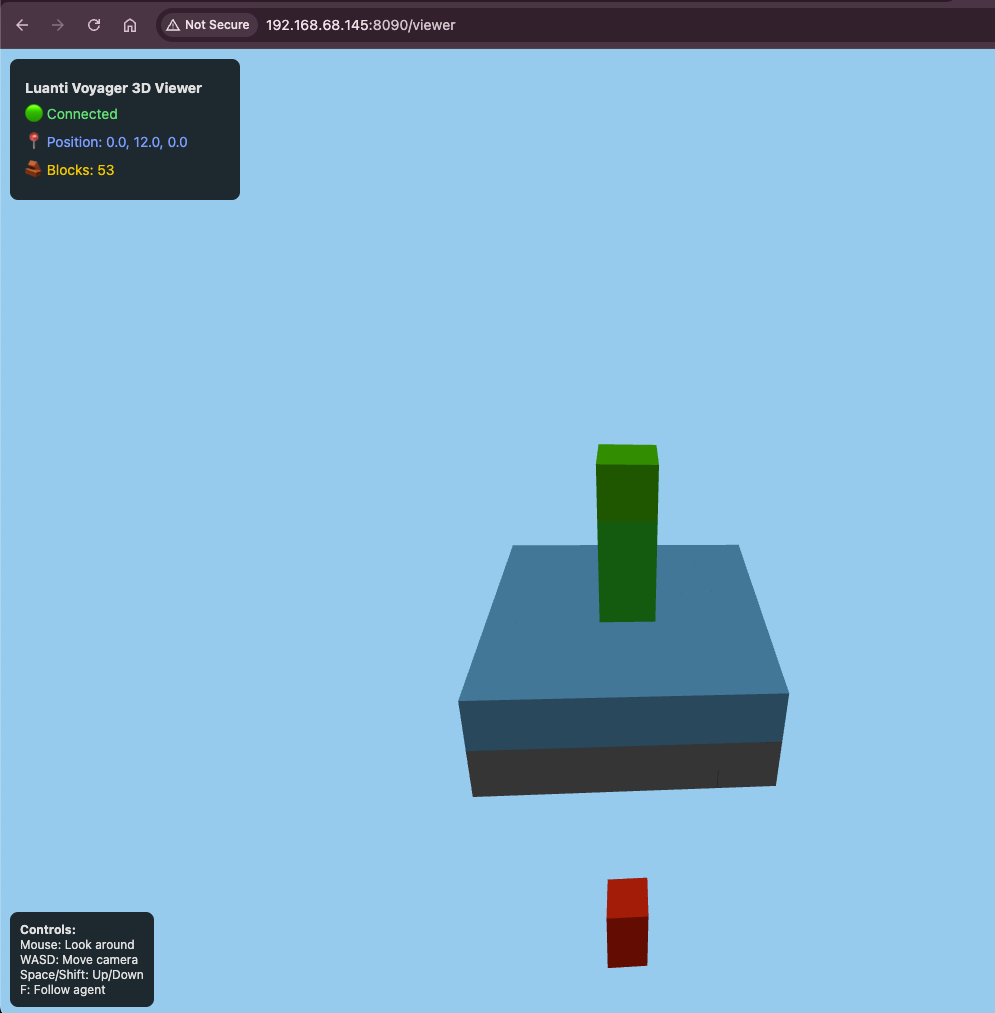 Not Secure
192.168.68.145:8090/viewer
Luanti Voyager 3D Viewer
Connected
Position: 0.0, 12.0, 0.0
Blocks: 53
Controls:
Mouse: Look around
WASD: Move camera
Space/Shift: Up/Down
F: Follow agent